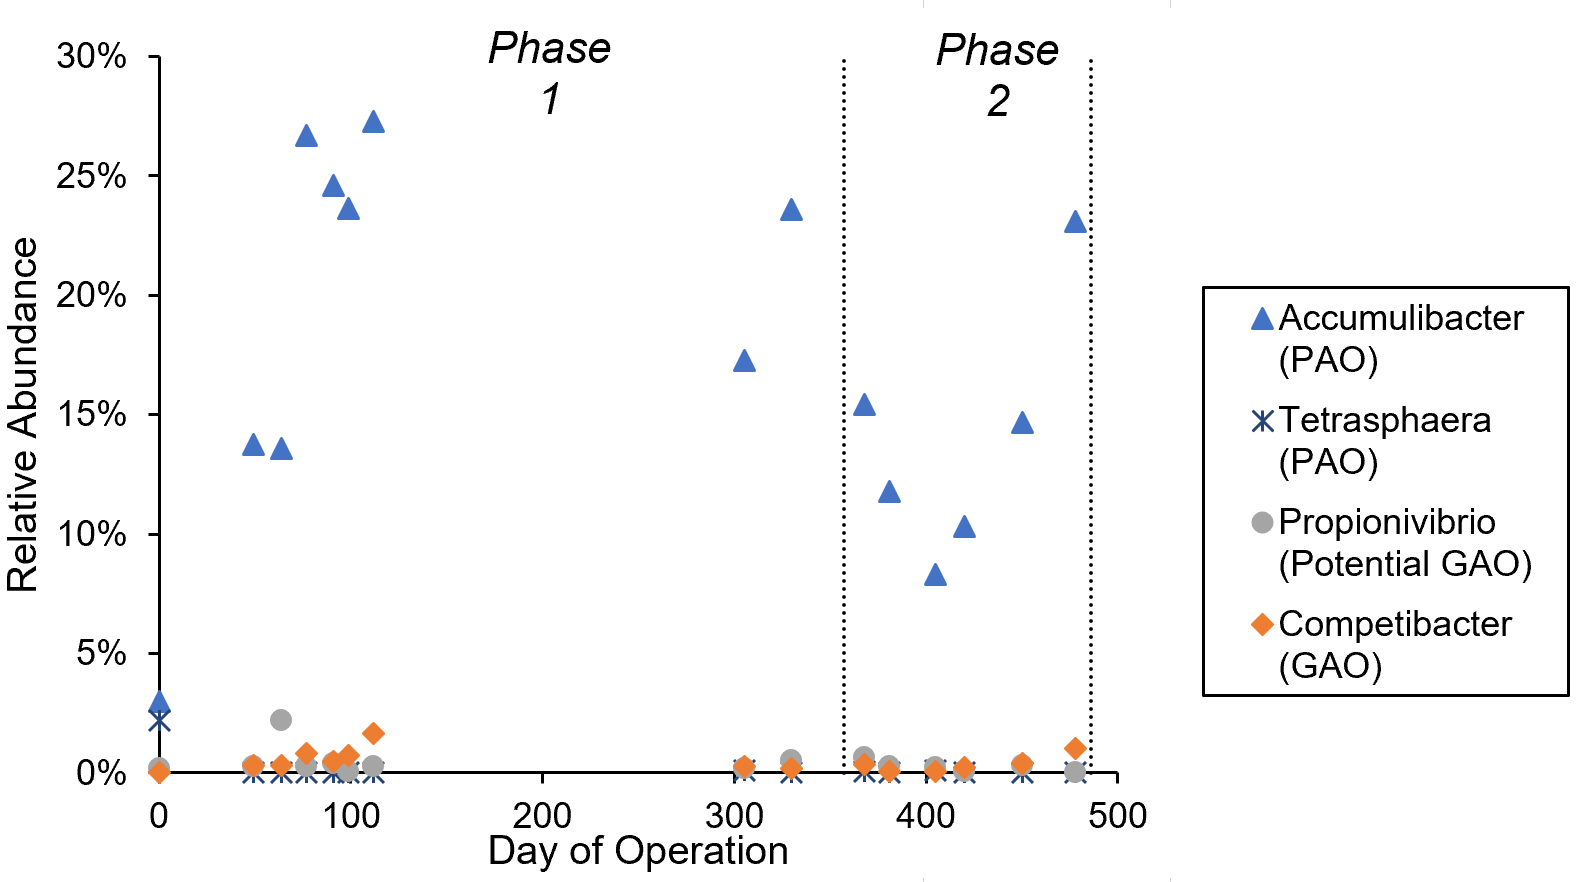 Phase
1
Phase
2
30%
25%
20%
15%
10%
5%
0%
Relative Abundance
0
100
200
300
400
500
Day of Operation
Accumulibacter
(PAO)
Tetrasphaera
(PAO)
Propionivibrio
(Potential GAO)
Competibacter
(GAO)